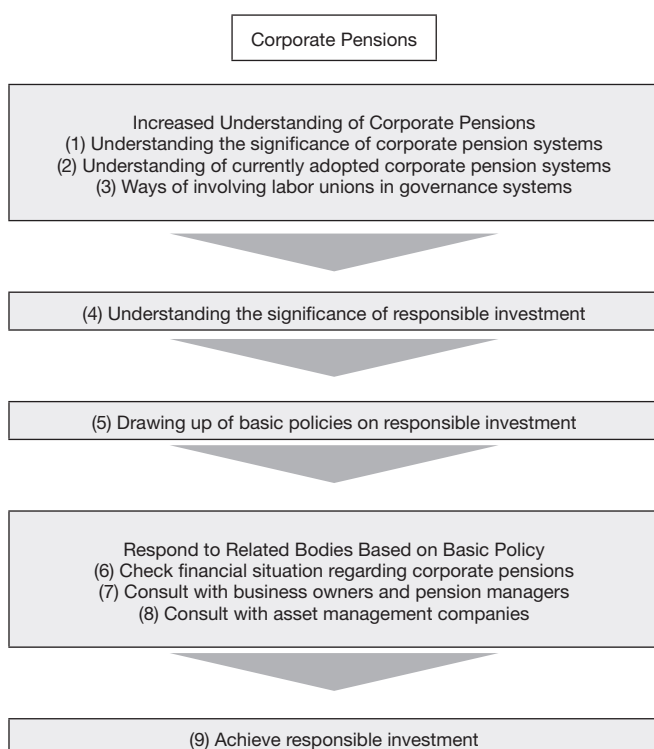 Corporate Pensions
Increased Understanding of Corporate Pensions
(1) Understanding the significance of corporate pension systems
(2) Understanding of currently adopted corporate pension systems
(3) Ways of involving labor unions in governance systems
(4) Understanding the significance of responsible investment
(5) Drawing up of basic policies on responsible investment
Respond to Related Bodies Based on Basic Policy
(6) Check financial situation regarding corporate pensions
(7) Consult with business owners and pension managers
(8) Consult with asset management companies
(9) Achieve responsible investment